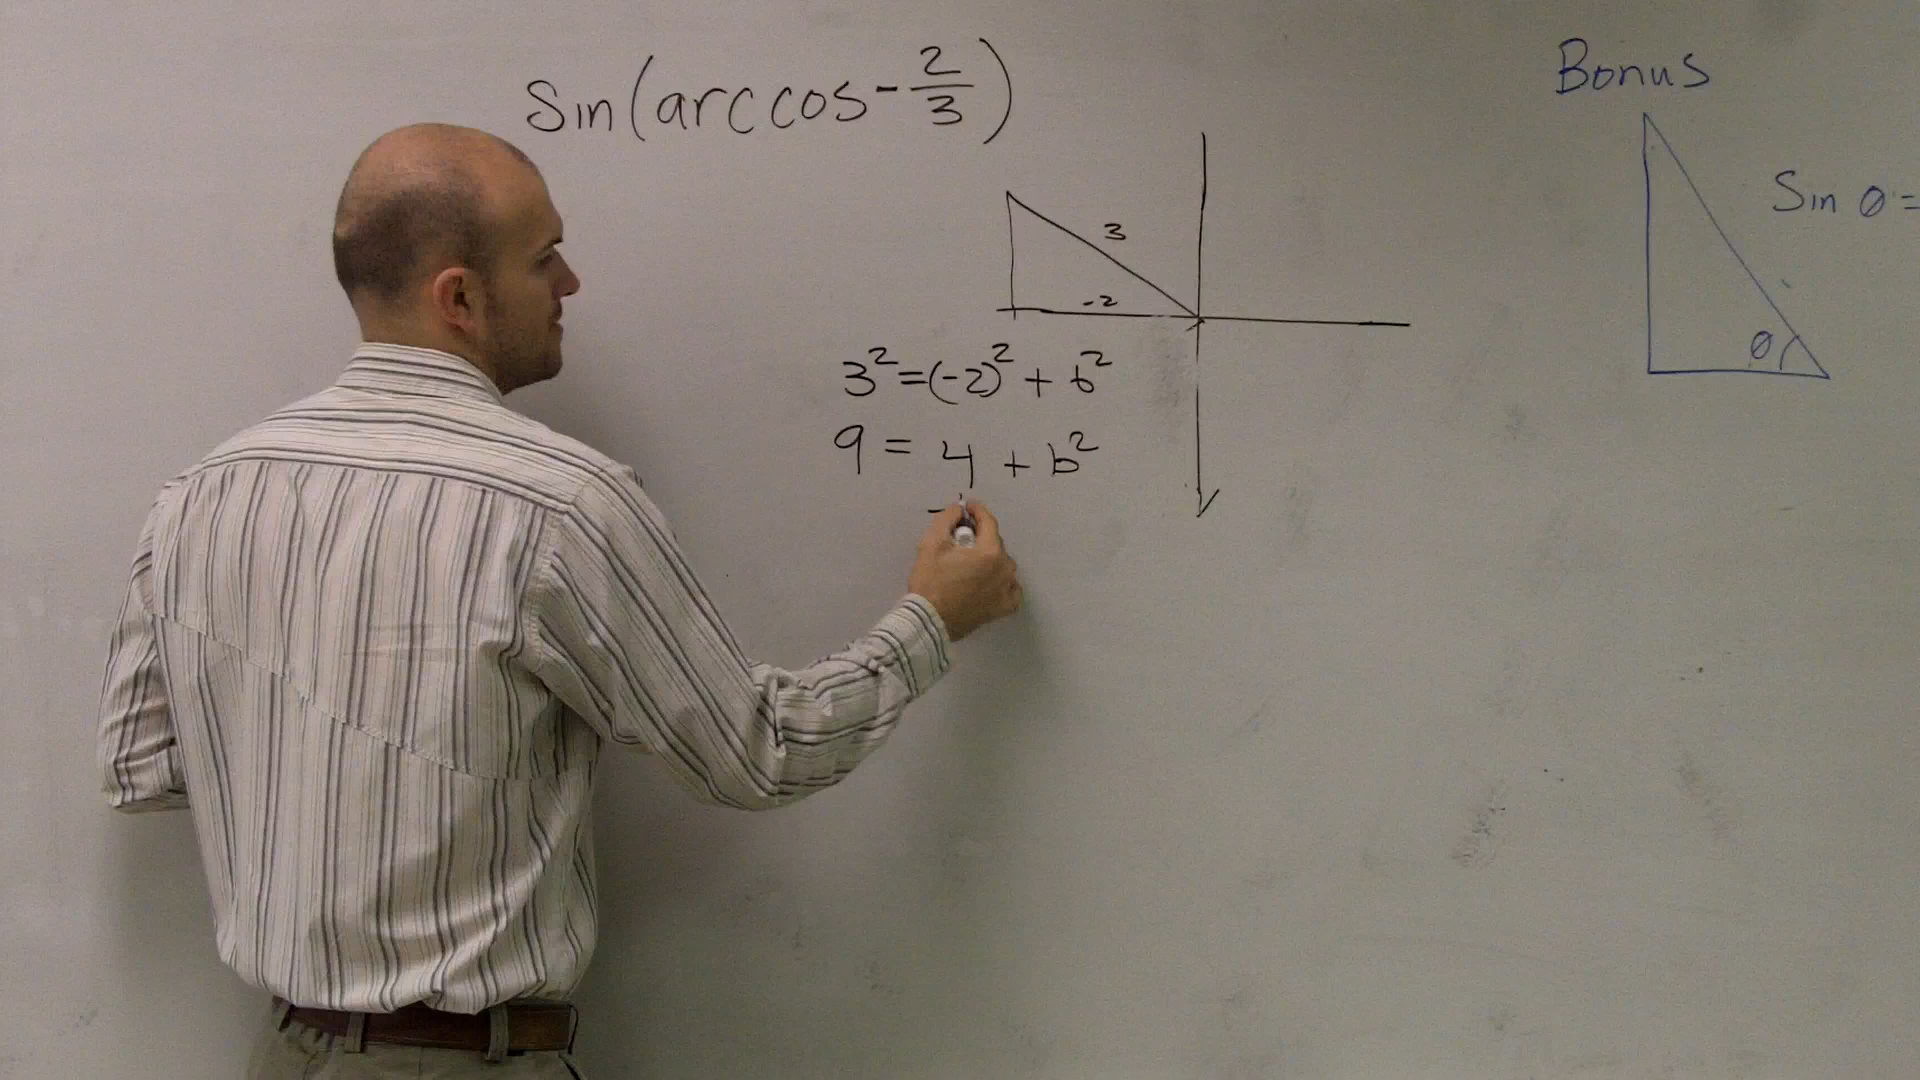 Sin(arccos-2/3)
Bonus
3
Sin θ =
-2
θ
3²=(-2)² + b²
9 = 4 + b²